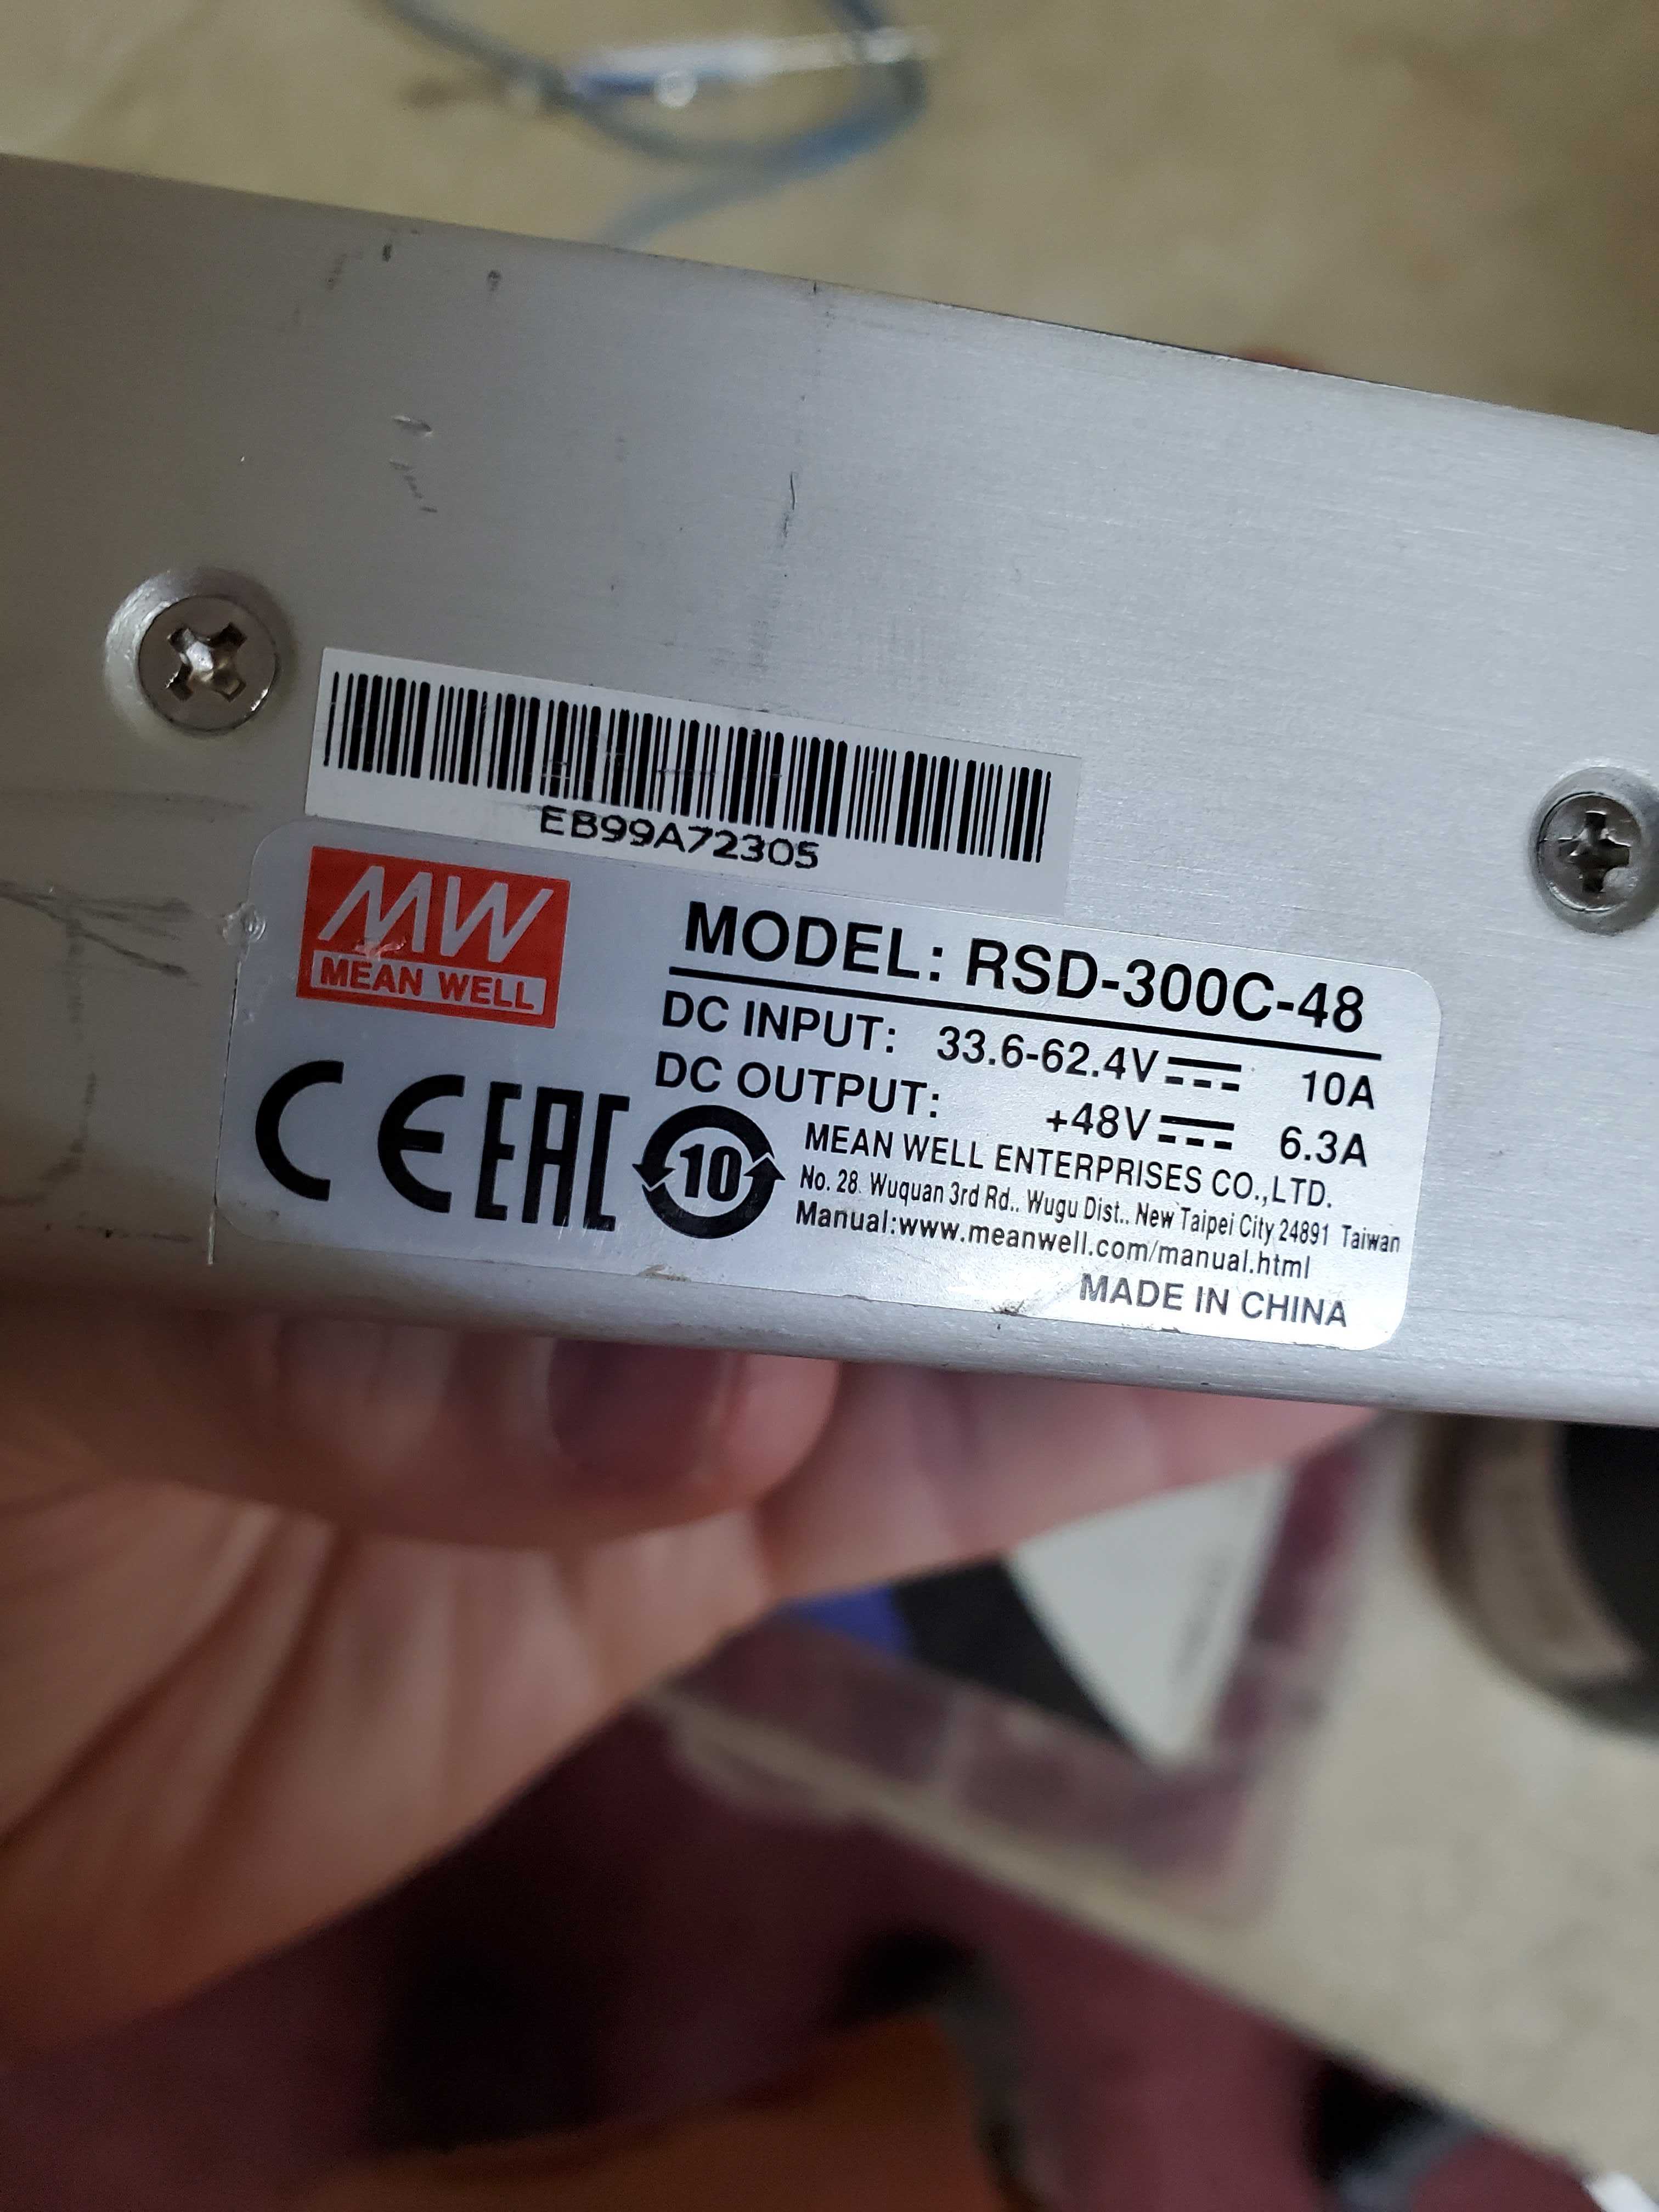 EB99A72305
MW
MEAN WELL
MODEL: RSD-300C-48
DC INPUT: 33.6-62.4V⎓ 10A
DC OUTPUT: +48V⎓ 6.3A
CE EAC 10
MEAN WELL ENTERPRISES CO.,LTD.
No. 28. Wuquan 3rd Rd., Wugu Dist., New Taipei City 24891 Taiwan
Manual:www.meanwell.com/manual.html
MADE IN CHINA